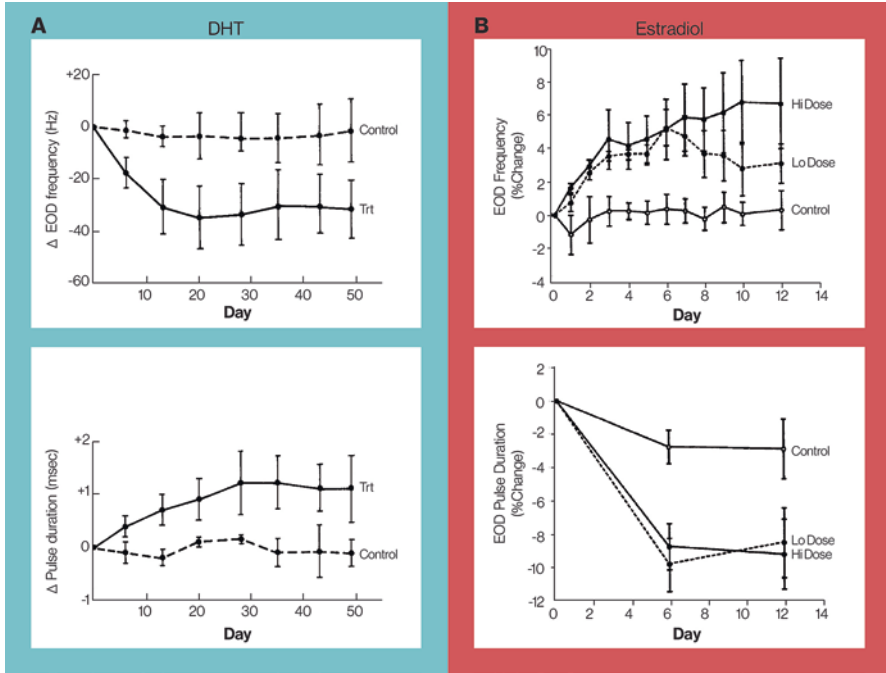 A
DHT
+20
0
-20
-40
-60
Δ EOD frequency (Hz)
Control
Trt
10 20 30 40 50
Day
+2
+1
0
-1
Δ Pulse duration (msec)
Trt
Control
10 20 30 40 50
Day
B
Estradiol
10
8
6
4
2
0
-2
-4
EOD Frequency
(%Change)
Hi Dose
Lo Dose
Control
0 2 4 6 8 10 12 14
Day
2
0
-2
-4
-6
-8
-10
-12
EOD Pulse Duration
(%Change)
Control
Lo Dose
Hi Dose
0 2 4 6 8 10 12 14
Day